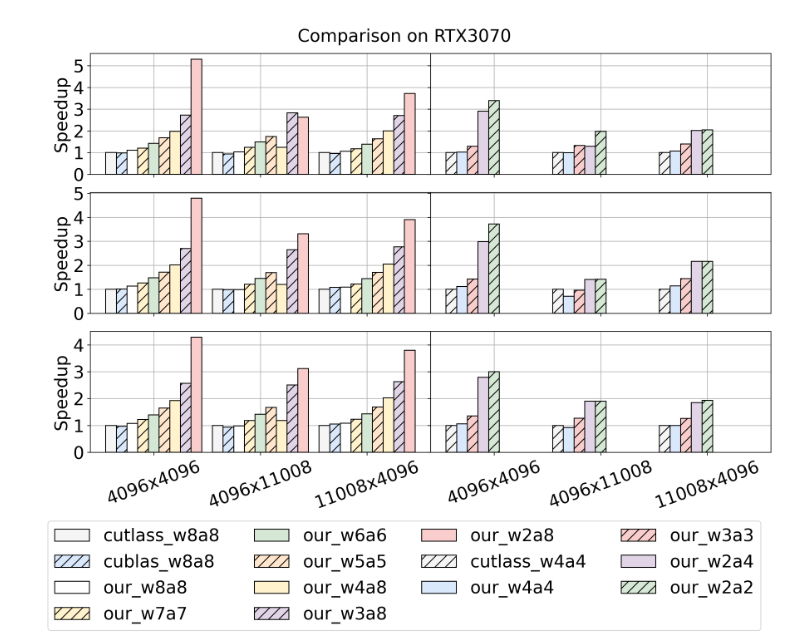 Comparison on RTX3070
Speedup
5
4
3
2
1
0
Speedup
5
4
3
2
1
0
Speedup
4
3
2
1
0
4096x4096 4096x11008 11008x4096 4096x4096 4096x11008 11008x4096
cutlass_w8a8 our_w6a6 our_w2a8 our_w3a3
cublas_w8a8 our_w5a5 cutlass_w4a4 our_w2a4
our_w8a8 our_w4a8 our_w4a4 our_w2a2
our_w7a7 our_w3a8